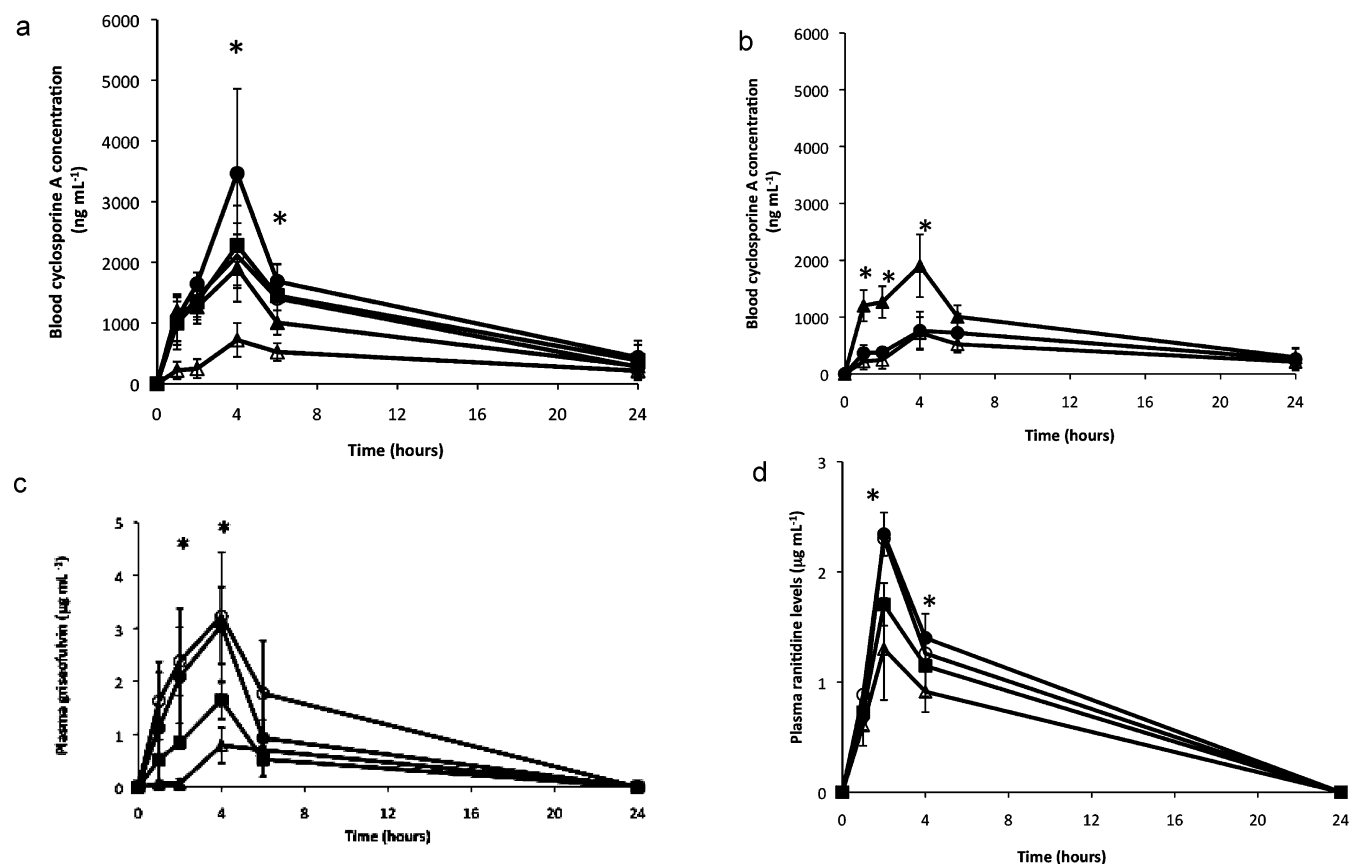 a
Blood cyclosporine A concentration
(ng mL-1)
6000
5000
4000
3000
2000
1000
0
*
*
0 4 8 12 16 20 24
Time (hours)
b
Blood cyclosporine A concentration
(ng mL-1)
6000
5000
4000
3000
2000
1000
0
* * *
0 4 8 12 16 20 24
Time (hours)
c
Plasma griseofulvin (µg mL -1)
5
4
3
2
1
0
* *
0 4 8 12 16 20 24
Time (hours)
d
Plasma ranitidine levels (µg mL-1)
3
2
1
0
*
*
0 4 8 12 16 20 24
Time (hours)